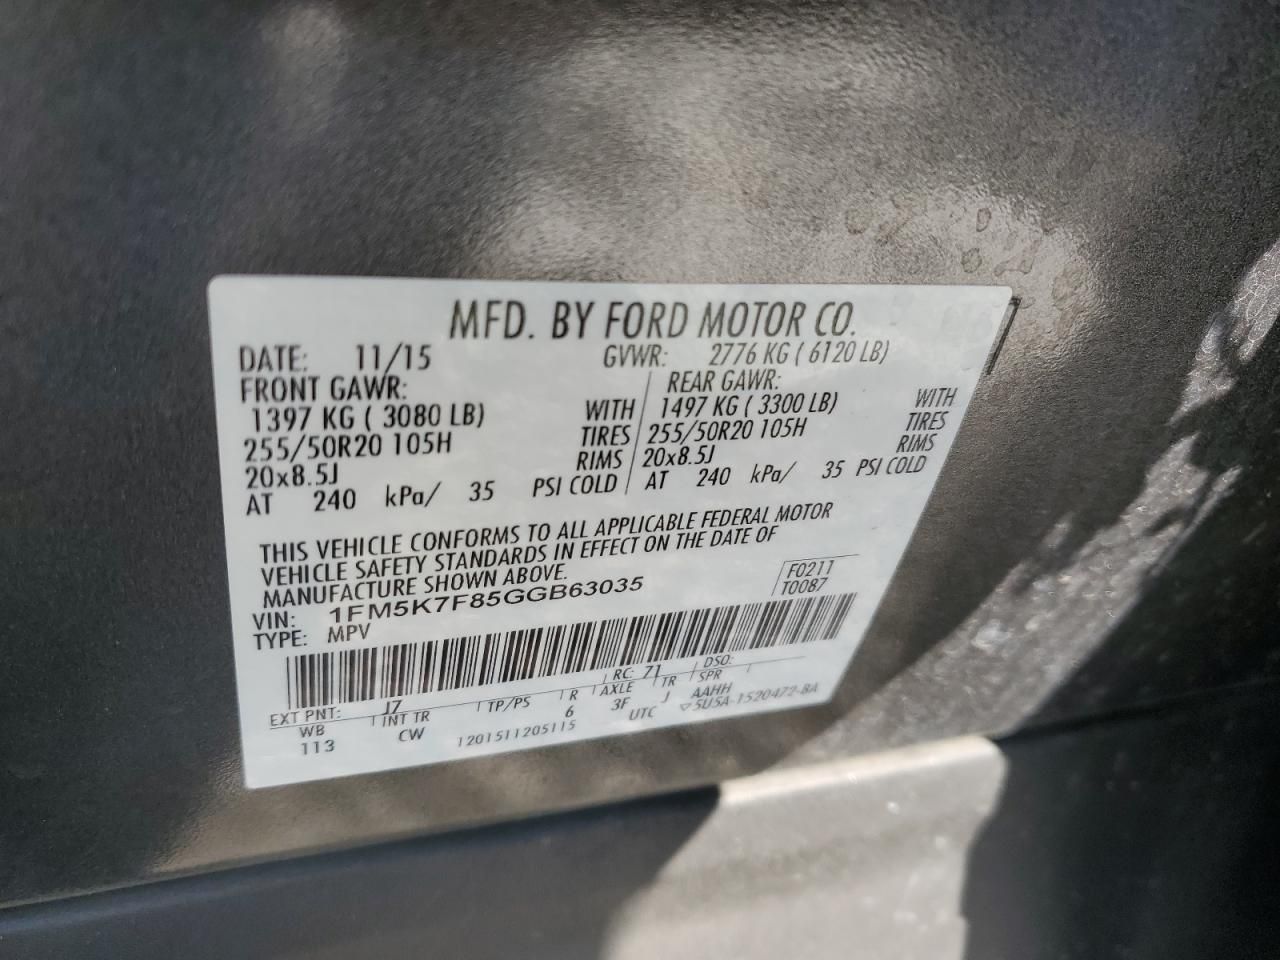 MFD. BY FORD MOTOR CO.
DATE: 11/15 GVWR: 2776 KG ( 6120 LB)
FRONT GAWR: REAR GAWR:
1397 KG ( 3080 LB) WITH 1497 KG ( 3300 LB) WITH
255/50R20 105H TIRES 255/50R20 105H TIRES
20x8.5J RIMS 20x8.5J RIMS
AT 240 kPa/ 35 PSI COLD AT 240 kPa/ 35 PSI COLD
THIS VEHICLE CONFORMS TO ALL APPLICABLE FEDERAL MOTOR
VEHICLE SAFETY STANDARDS IN EFFECT ON THE DATE OF
MANUFACTURE SHOWN ABOVE.
VIN: 1FM5K7F85GGB63035 F0211
TYPE: MPV T0087
EXT PNT: J7 RC: 71 DSO:
WB INT TR TP/PS R AXLE TR SPR
113 CW 6 3F J AAHH
1201511205115 UTC ▽5U5A-1520472-BA